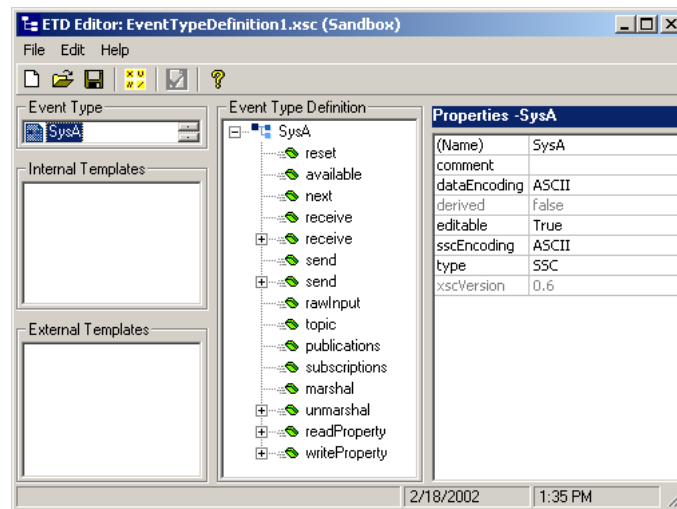 ETD Editor: EventTypeDefinition1.xsc (Sandbox)
File Edit Help
Event Type
SysA
Internal Templates
External Templates
Event Type Definition
SysA
reset
available
next
receive
receive
send
send
rawInput
topic
publications
subscriptions
marshal
unmarshal
readProperty
writeProperty
Properties -SysA
(Name) SysA
comment
dataEncoding ASCII
derived false
editable True
sscEncoding ASCII
type SSC
xscVersion 0.6
2/18/2002 1:35 PM